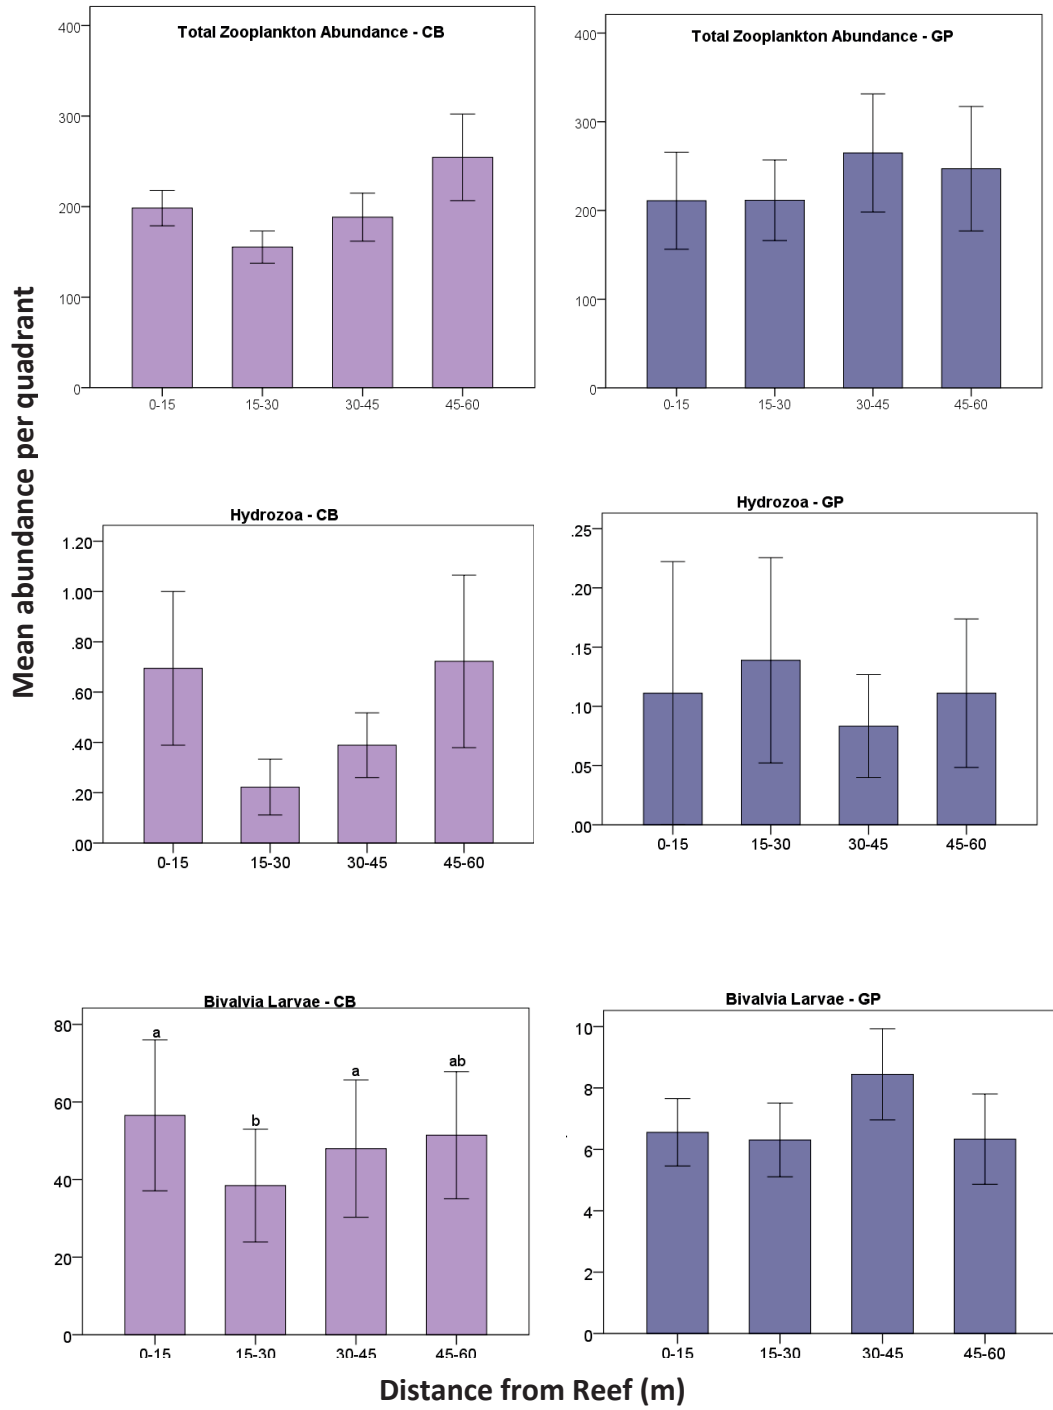 Mean abundance per quadrant
Total Zooplankton Abundance - CB
400
300
200
100
0
0-15 15-30 30-45 45-60
Total Zooplankton Abundance - GP
400
300
200
100
0
0-15 15-30 30-45 45-60
Hydrozoa - CB
1.20
1.00
.80
.60
.40
.20
.00
0-15 15-30 30-45 45-60
Hydrozoa - GP
.25
.20
.15
.10
.05
.00
0-15 15-30 30-45 45-60
Bivalvia Larvae - CB
80
60
40
20
0
a b a ab
0-15 15-30 30-45 45-60
Bivalvia Larvae - GP
10
8
6
4
2
0
0-15 15-30 30-45 45-60
Distance from Reef (m)